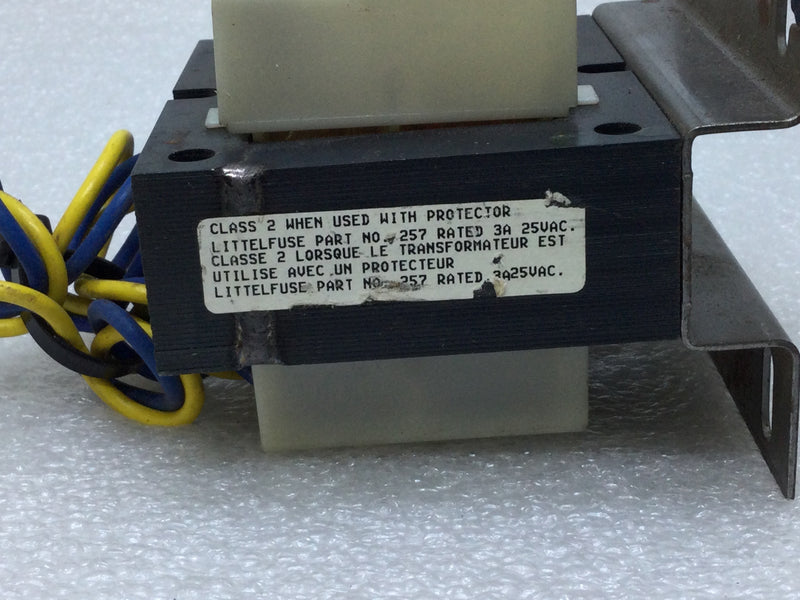 CLASS 2 WHEN USED WITH PROTECTOR
LITTELFUSE PART NO. 257 RATED 3A 25VAC.
CLASSE 2 LORSQUE LE TRANSFORMATEUR EST
UTILISE AVEC UN PROTECTEUR
LITTELFUSE PART NO. 257 RATED 3A25VAC.